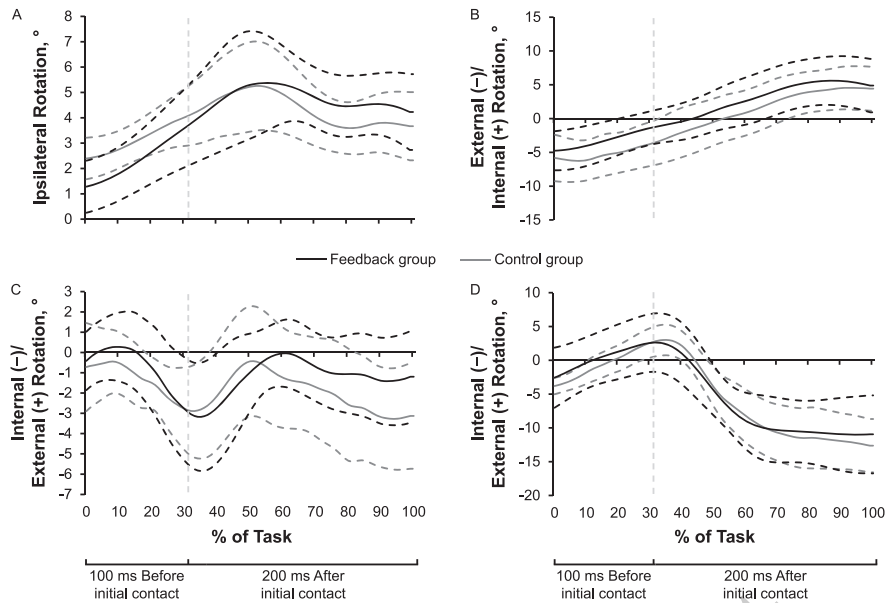 A
Ipsilateral Rotation, °
8
7
6
5
4
3
2
1
0
B
External (−)/
Internal (+) Rotation, °
15
10
5
0
-5
-10
-15
Feedback group
Control group
C
Internal (−)/
External (+) Rotation, °
3
2
1
0
-1
-2
-3
-4
-5
-6
-7
0 10 20 30 40 50 60 70 80 90 100
% of Task
100 ms Before
initial contact
200 ms After
initial contact
D
Internal (−)/
External (+) Rotation, °
10
5
0
-5
-10
-15
-20
0 10 20 30 40 50 60 70 80 90 100
% of Task
100 ms Before
initial contact
200 ms After
initial contact